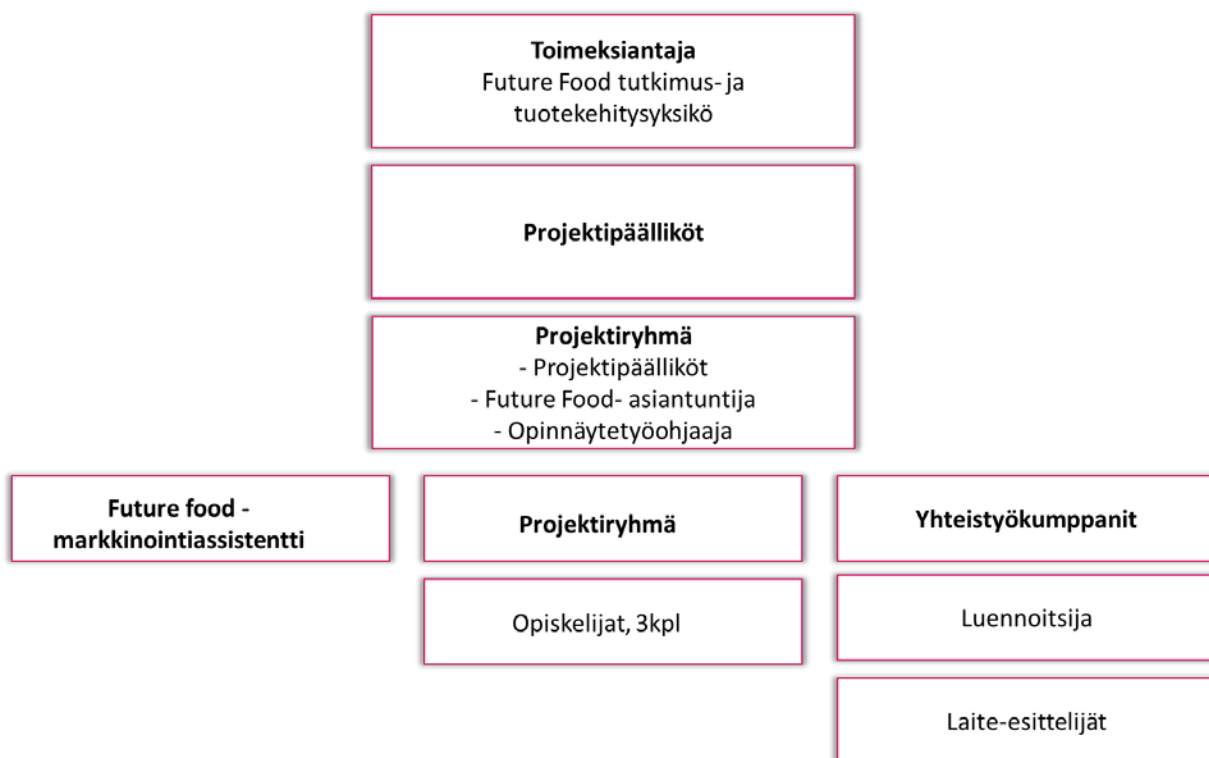 Toimeksiantaja
Future Food tutkimus- ja
tuotekehitysyksikö
Projektipäälliköt
Projektiryhmä
- Projektipäälliköt
- Future Food- asiantuntija
- Opinnäytetyöohjaaja
Future food -
markkinointiassistentti
Projektiryhmä
Yhteistyökumppanit
Opiskelijat, 3kpl
Luennoitsija
Laite-esittelijät